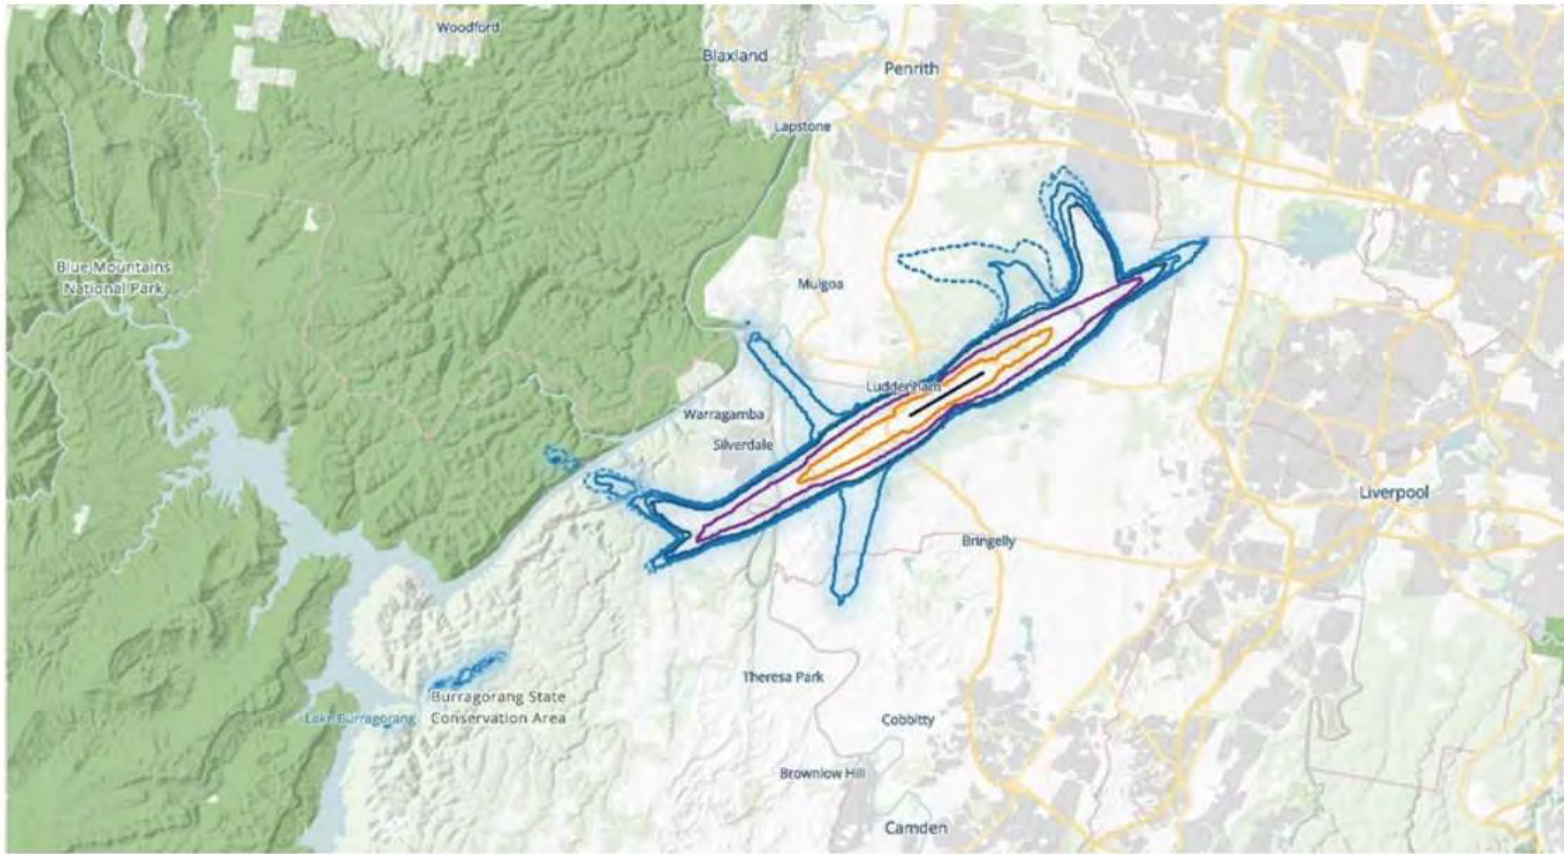 Woodford
Blaxland
Penrith
Lapstone
Blue Mountains
National Park
Mulgoa
Luddenham
Warragamba
Silverdale
Liverpool
Bringelly
Theresa Park
Burragorang State
Conservation Area
Lake Burragorang
Cobbitty
Brownlow Hill
Camden